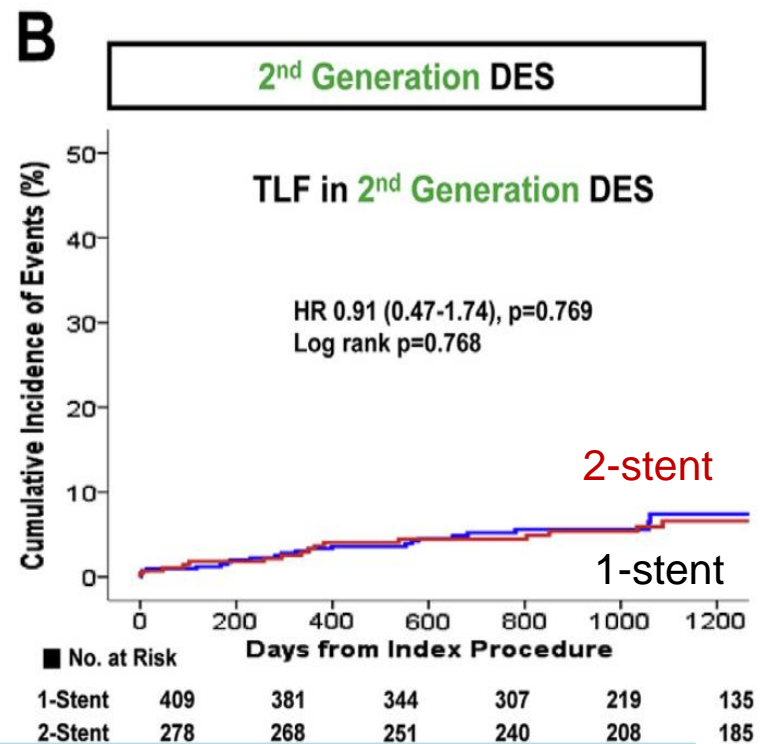 B
2nd Generation DES
TLF in 2nd Generation DES
Cumulative Incidence of Events (%)
50
40
30
20
10
0
HR 0.91 (0.47-1.74), p=0.769
Log rank p=0.768
2-stent
1-stent
0 200 400 600 800 1000 1200
Days from Index Procedure
No. at Risk
1-Stent 409 381 344 307 219 135
2-Stent 278 268 251 240 208 185